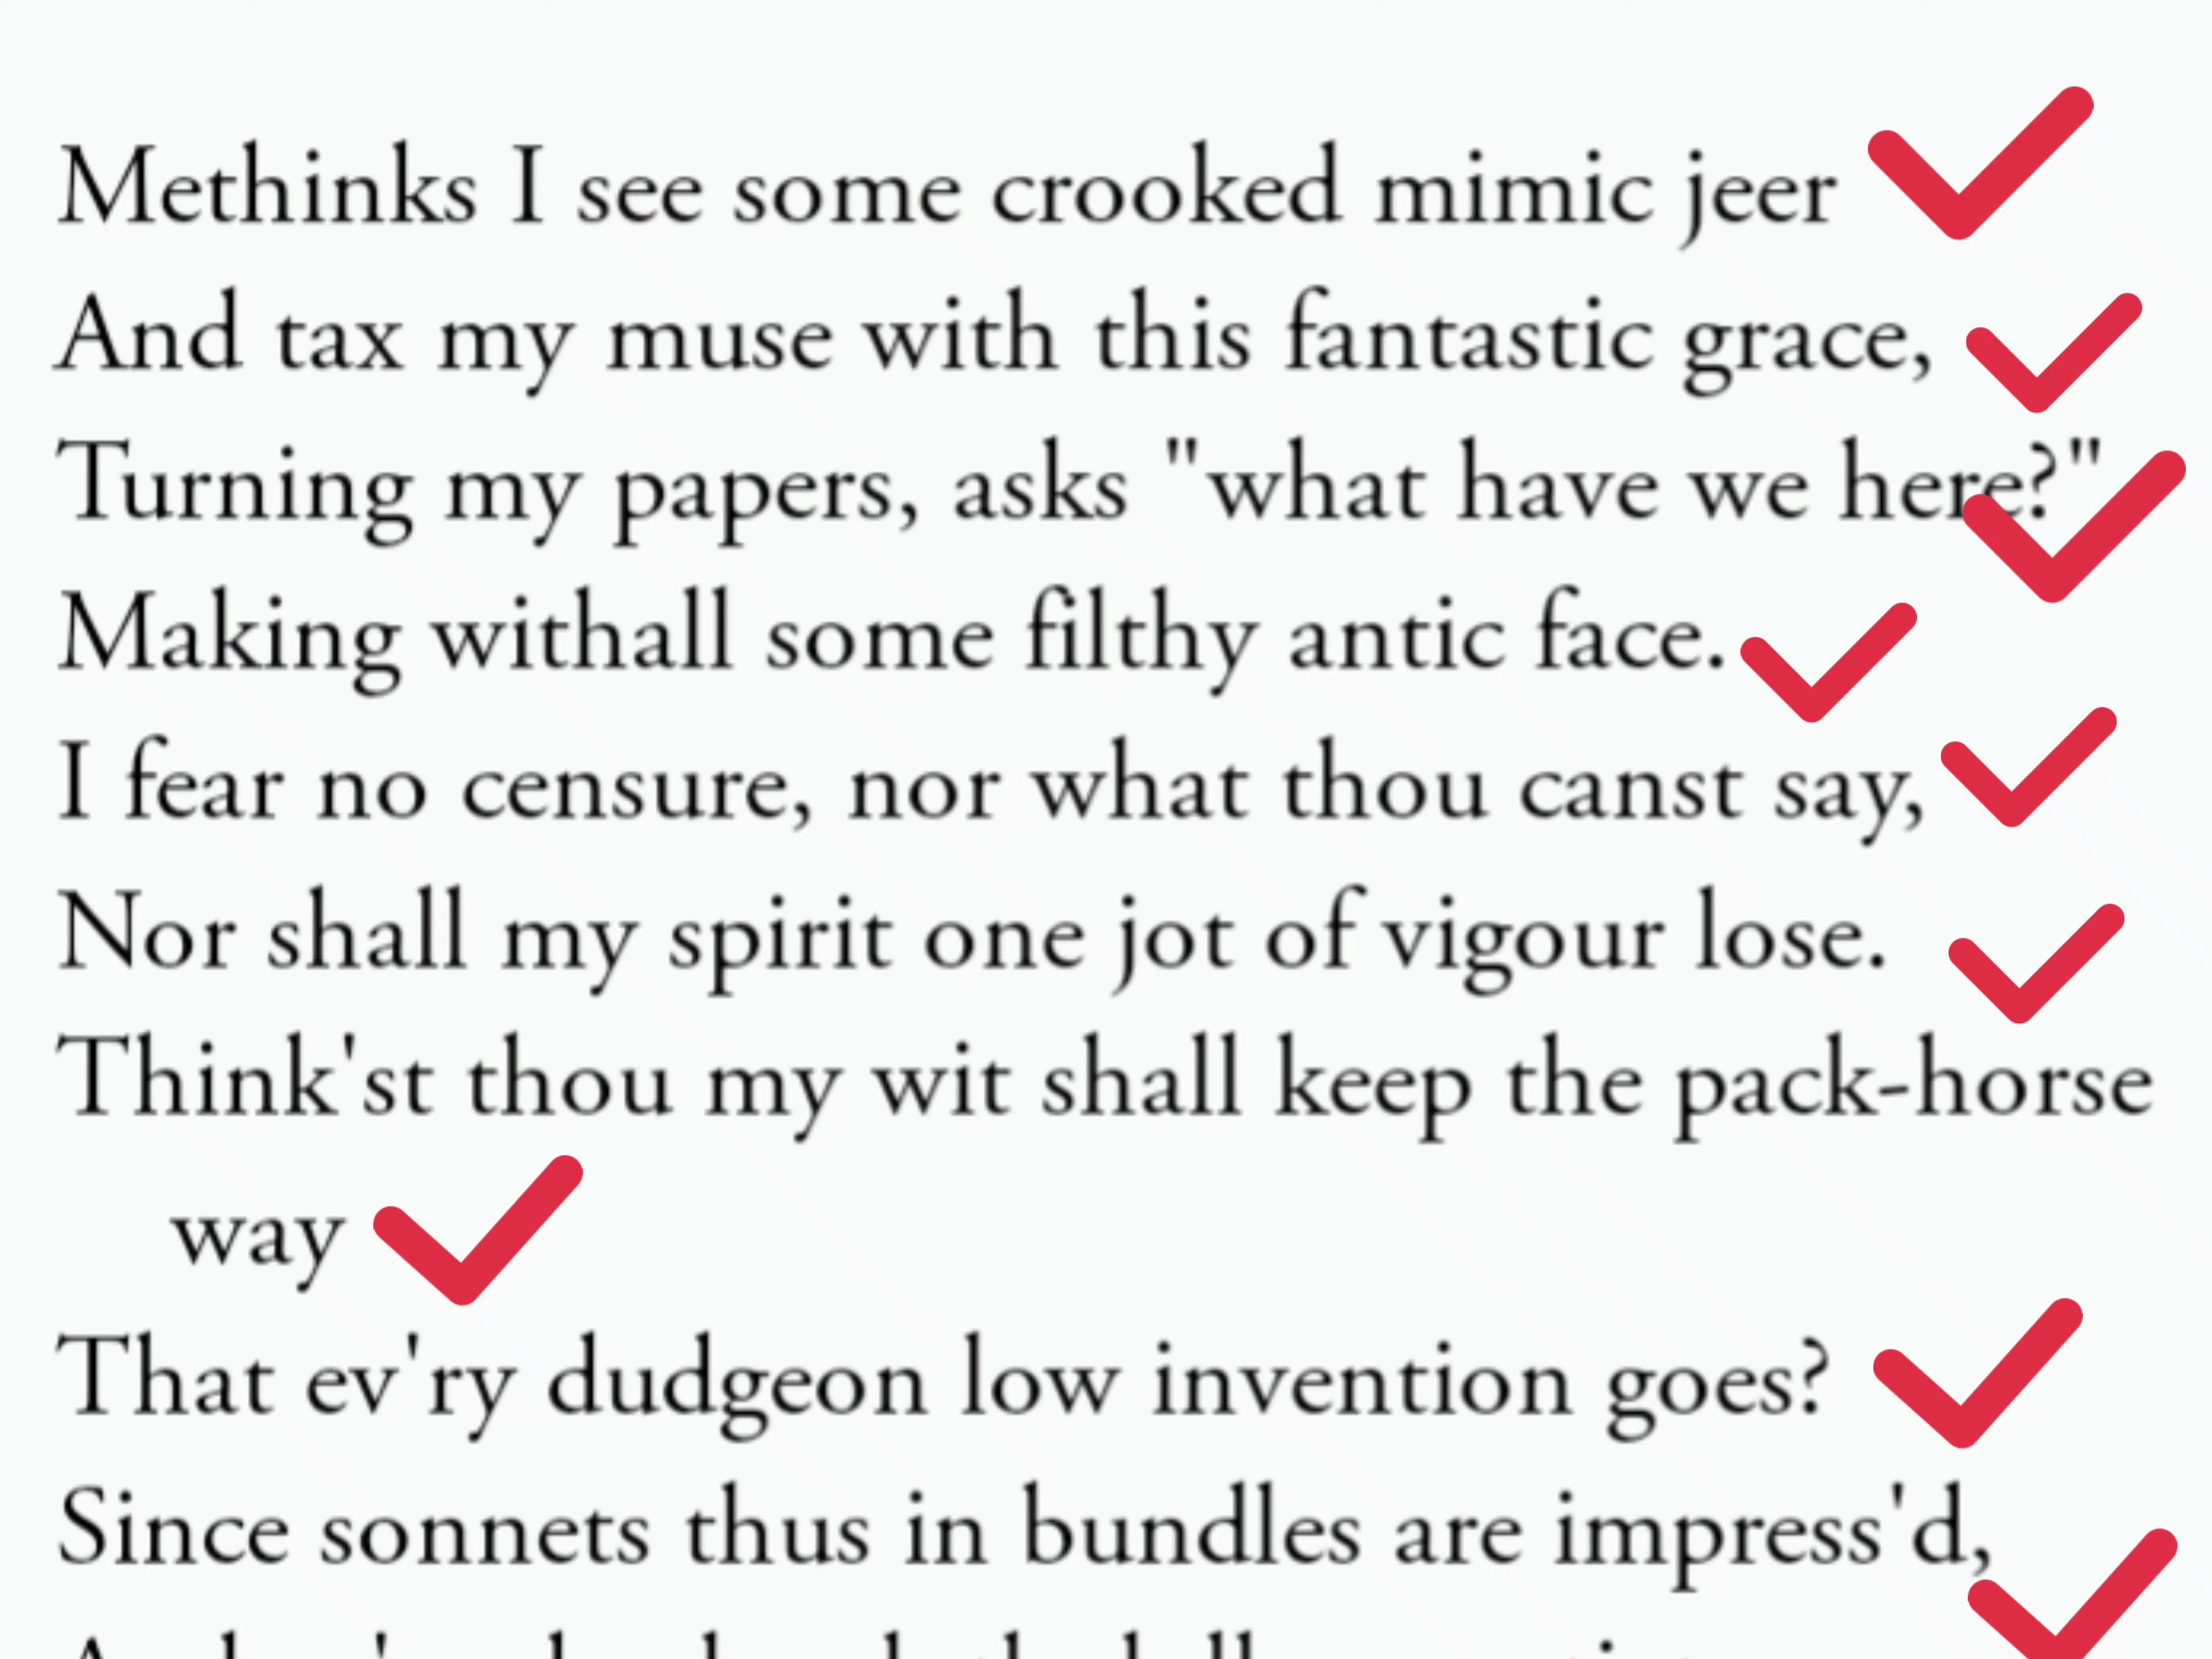 Methinks I see some crooked mimic jeer
And tax my muse with this fantastic grace,
Turning my papers, asks "what have we here?"
Making withall some filthy antic face.
I fear no censure, nor what thou canst say,
Nor shall my spirit one jot of vigour lose.
Think'st thou my wit shall keep the pack-horse
way
That ev'ry dudgeon low invention goes?
Since sonnets thus in bundles are impress'd,